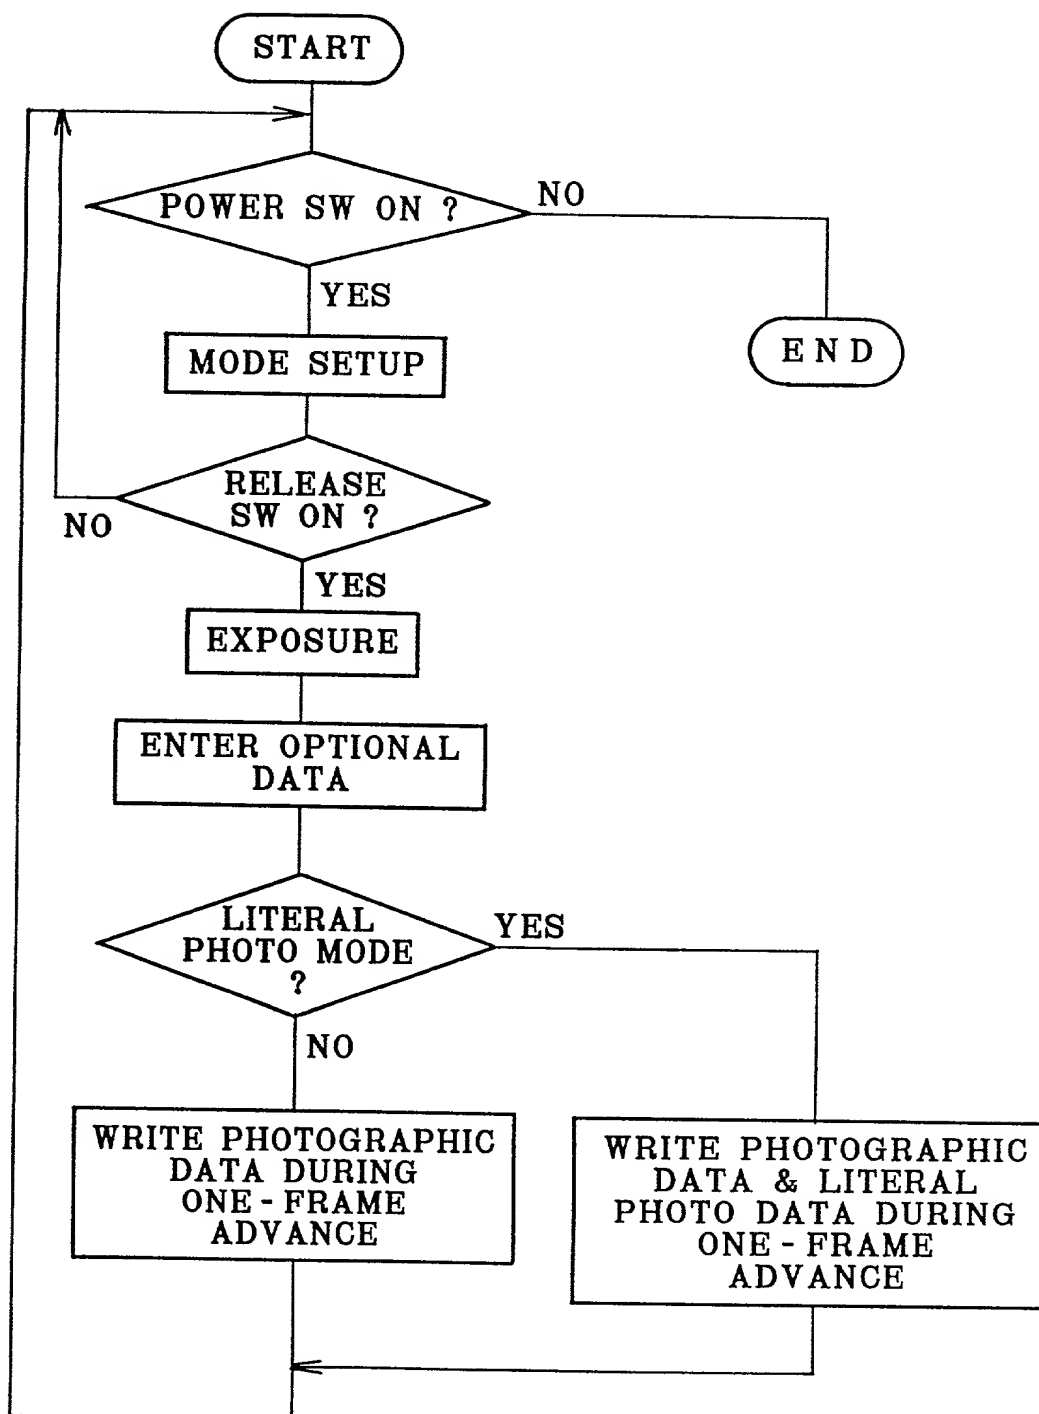 START
POWER SW ON ?
NO
YES
MODE SETUP
END
RELEASE
SW ON ?
NO
YES
EXPOSURE
ENTER OPTIONAL
DATA
LITERAL
PHOTO MODE
?
YES
NO
WRITE PHOTOGRAPHIC
DATA DURING
ONE - FRAME
ADVANCE
WRITE PHOTOGRAPHIC
DATA & LITERAL
PHOTO DATA DURING
ONE - FRAME
ADVANCE